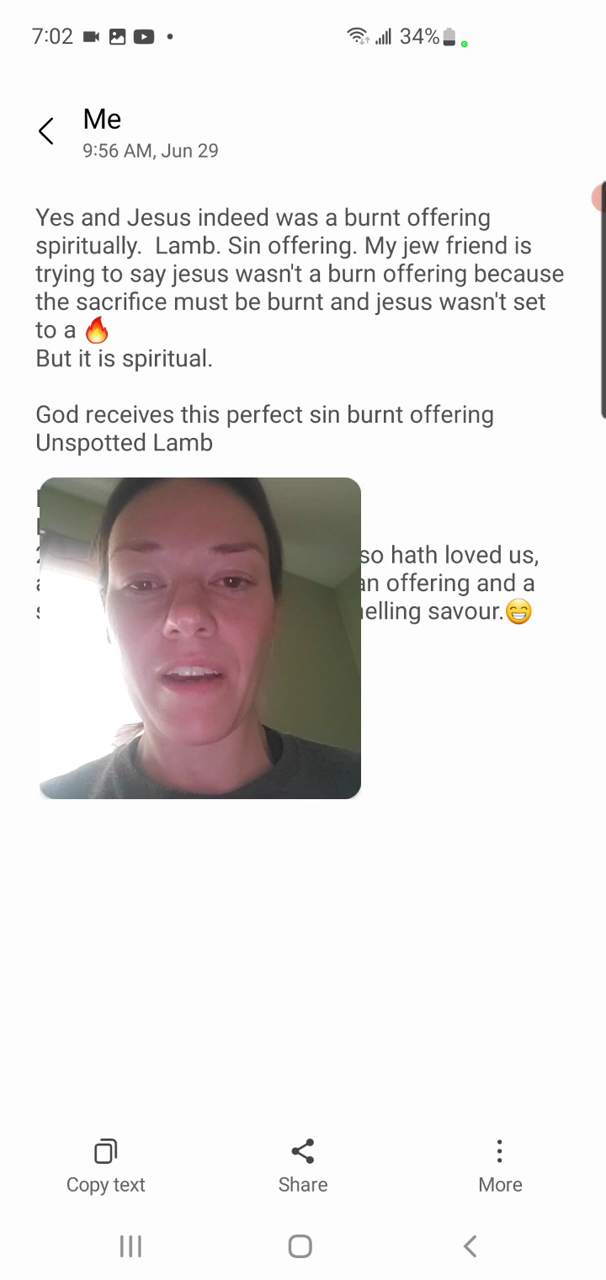 7:02
34%
Me
9:56 AM, Jun 29
Yes and Jesus indeed was a burnt offering
spiritually.  Lamb. Sin offering. My jew friend is
trying to say jesus wasn't a burn offering because
the sacrifice must be burnt and jesus wasn't set
to a 🔥
But it is spiritual.
God receives this perfect sin burnt offering
Unspotted Lamb
so hath loved us,
offering and a
savour.😁
Copy text
Share
More